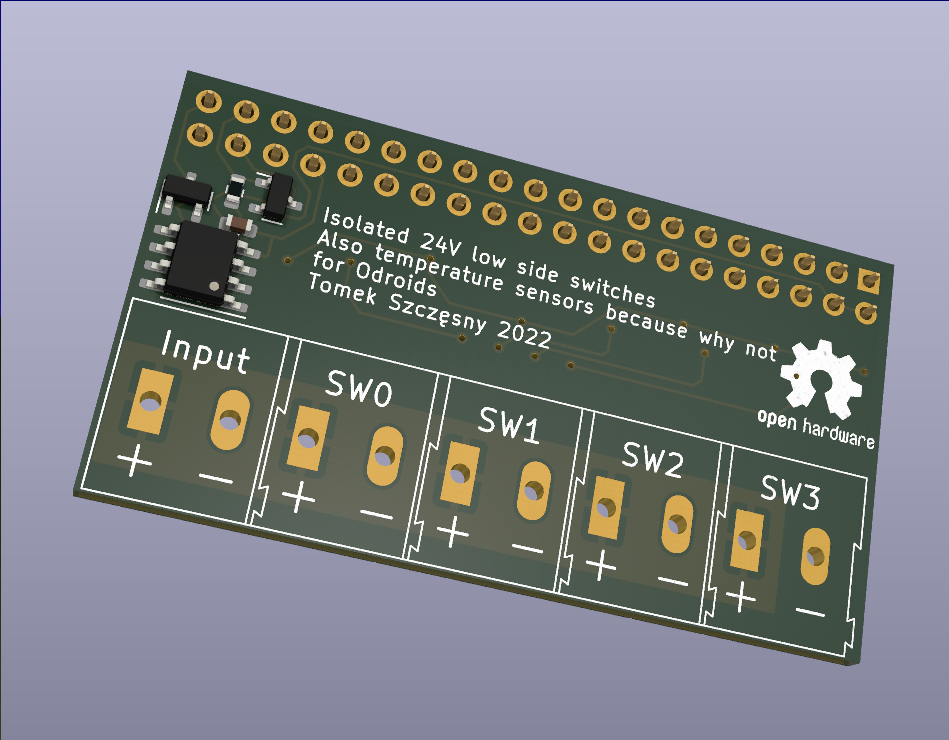 Isolated 24V low side switches
Also temperature sensors because why not
for Odroids
Tomek Szczęsny 2022
open hardware
Input
+ −
SW0
+ −
SW1
+ −
SW2
+ −
SW3
+ −